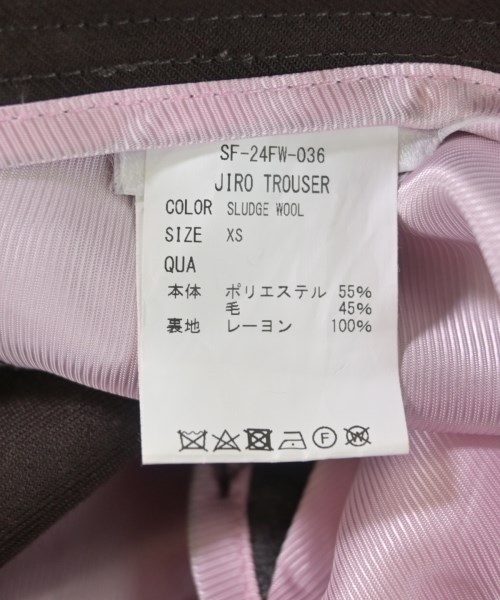 SF-24FW-036
JIRO TROUSER
COLOR SLUDGE WOOL
SIZE XS
QUA
本体 ポリエステル 55%
毛 45%
裏地 レーヨン 100%
F W